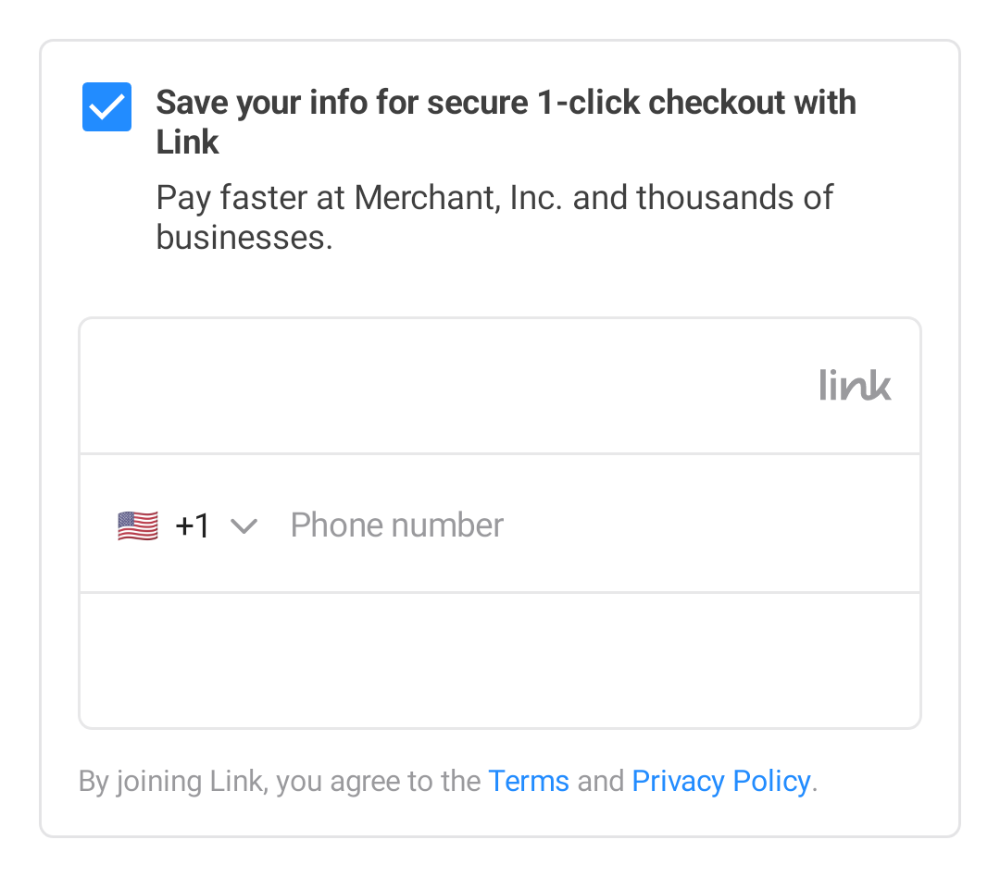 Save your info for secure 1-click checkout with
Link
Pay faster at Merchant, Inc. and thousands of
businesses.
link
+1 Phone number
By joining Link, you agree to the Terms and Privacy Policy.